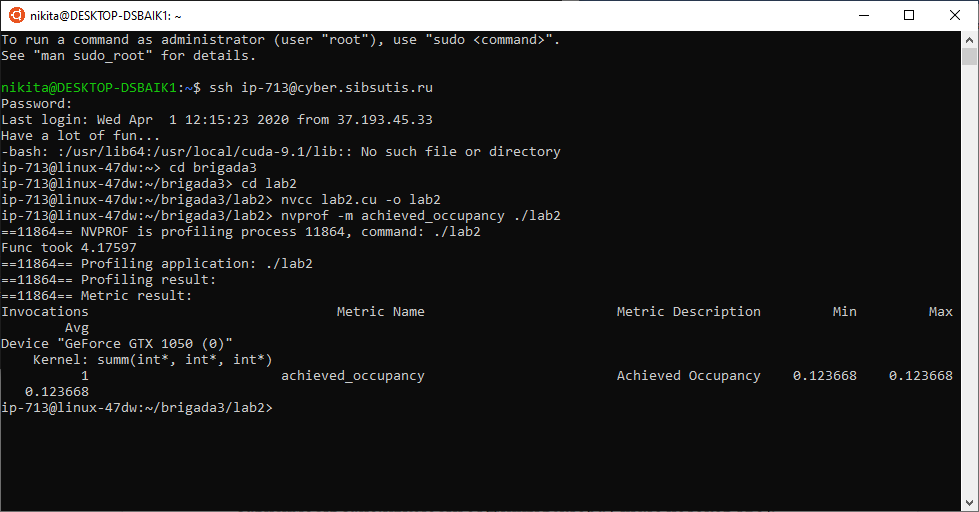 nikita@DESKTOP-DSBAIK1: ~
To run a command as administrator (user "root"), use "sudo <command>".
See "man sudo_root" for details.
nikita@DESKTOP-DSBAIK1:~$ ssh ip-713@cyber.sibsutis.ru
Password:
Last login: Wed Apr  1 12:15:23 2020 from 37.193.45.33
Have a lot of fun...
-bash: :/usr/lib64:/usr/local/cuda-9.1/lib:: No such file or directory
ip-713@linux-47dw:~> cd brigada3
ip-713@linux-47dw:~/brigada3> cd lab2
ip-713@linux-47dw:~/brigada3/lab2> nvcc lab2.cu -o lab2
ip-713@linux-47dw:~/brigada3/lab2> nvprof -m achieved_occupancy ./lab2
==11864== NVPROF is profiling process 11864, command: ./lab2
Func took 4.17597
==11864== Profiling application: ./lab2
==11864== Profiling result:
==11864== Metric result:
Invocations                               Metric Name                        Metric Description         Min         Max
        Avg
Device "GeForce GTX 1050 (0)"
    Kernel: summ(int*, int*, int*)
          1                        achieved_occupancy                        Achieved Occupancy    0.123668    0.123668
   0.123668
ip-713@linux-47dw:~/brigada3/lab2>